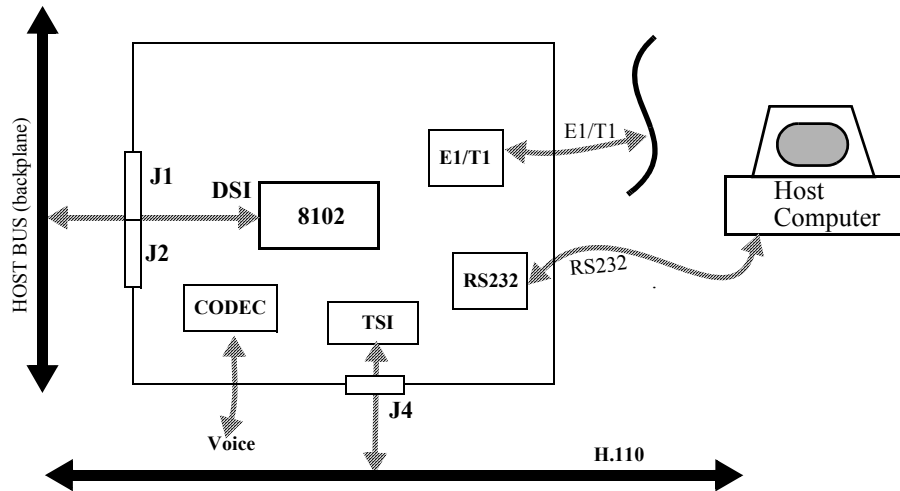 HOST BUS (backplane)
J1
DSI
8102
J2
E1/T1
E1/T1
Host
Computer
RS232
RS232
CODEC
TSI
J4
Voice
H.110